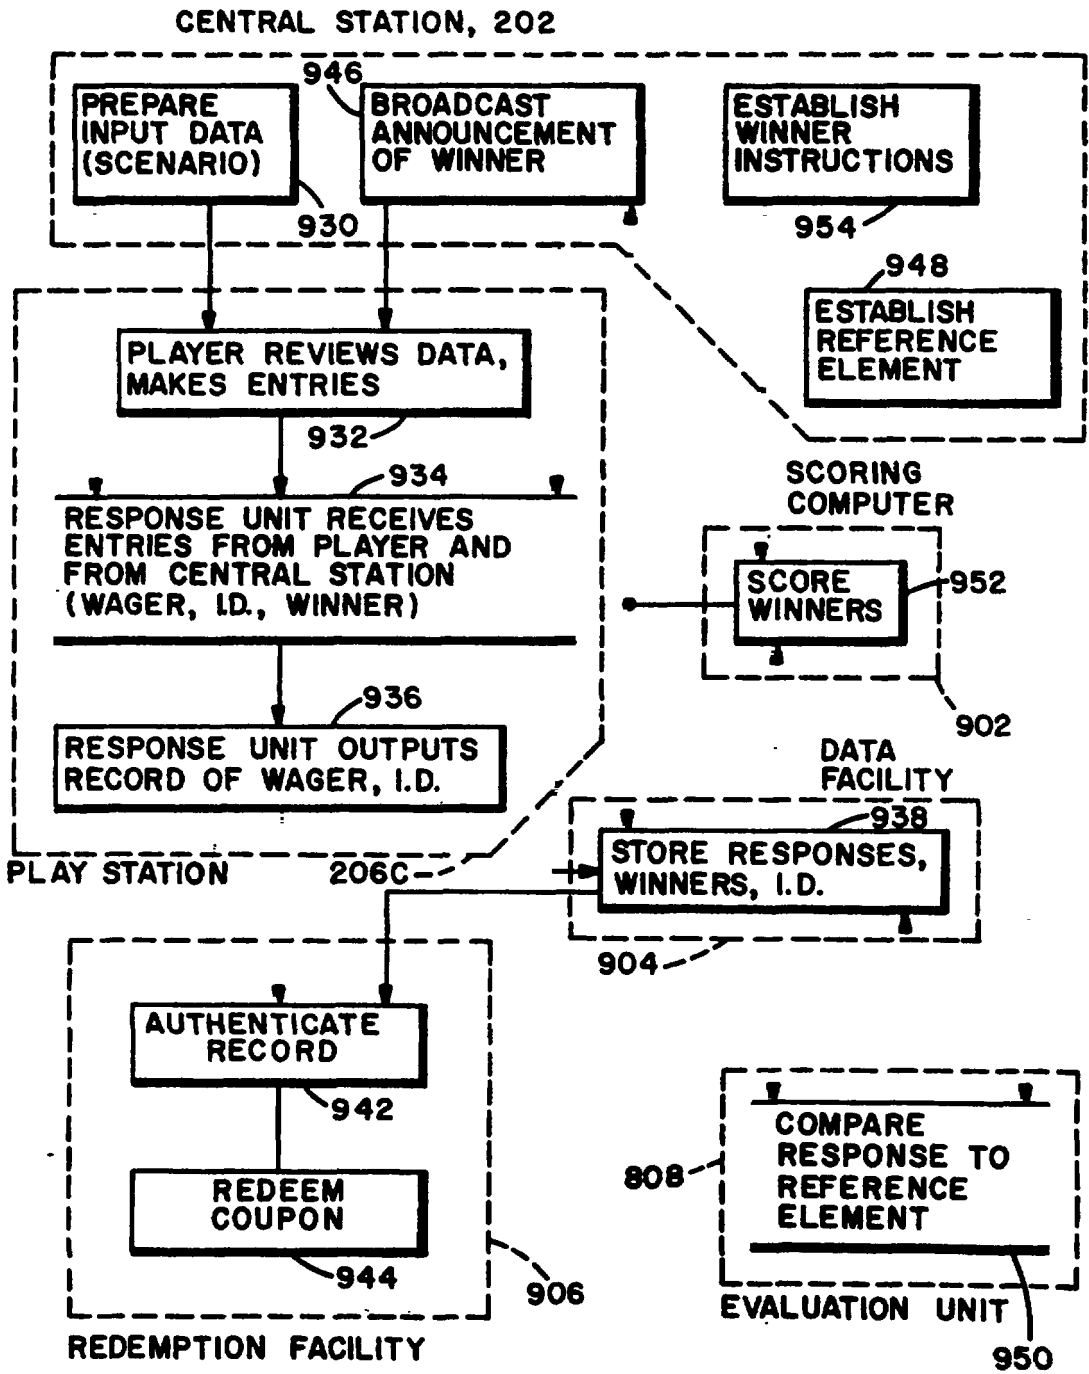 CENTRAL STATION, 202
PREPARE
INPUT DATA
(SCENARIO)
930
946
BROADCAST
ANNOUNCEMENT
OF WINNER
ESTABLISH
WINNER
INSTRUCTIONS
954
948
ESTABLISH
REFERENCE
ELEMENT
PLAYER REVIEWS DATA,
MAKES ENTRIES
932
934
RESPONSE UNIT RECEIVES
ENTRIES FROM PLAYER AND
FROM CENTRAL STATION
(WAGER, I.D., WINNER)
936
RESPONSE UNIT OUTPUTS
RECORD OF WAGER, I.D.
PLAY STATION
206C
SCORING
COMPUTER
SCORE
WINNERS
952
902
DATA
FACILITY
938
STORE RESPONSES,
WINNERS, I.D.
904
AUTHENTICATE
RECORD
942
REDEEM
COUPON
944
906
REDEMPTION FACILITY
808
COMPARE
RESPONSE TO
REFERENCE
ELEMENT
EVALUATION UNIT
950